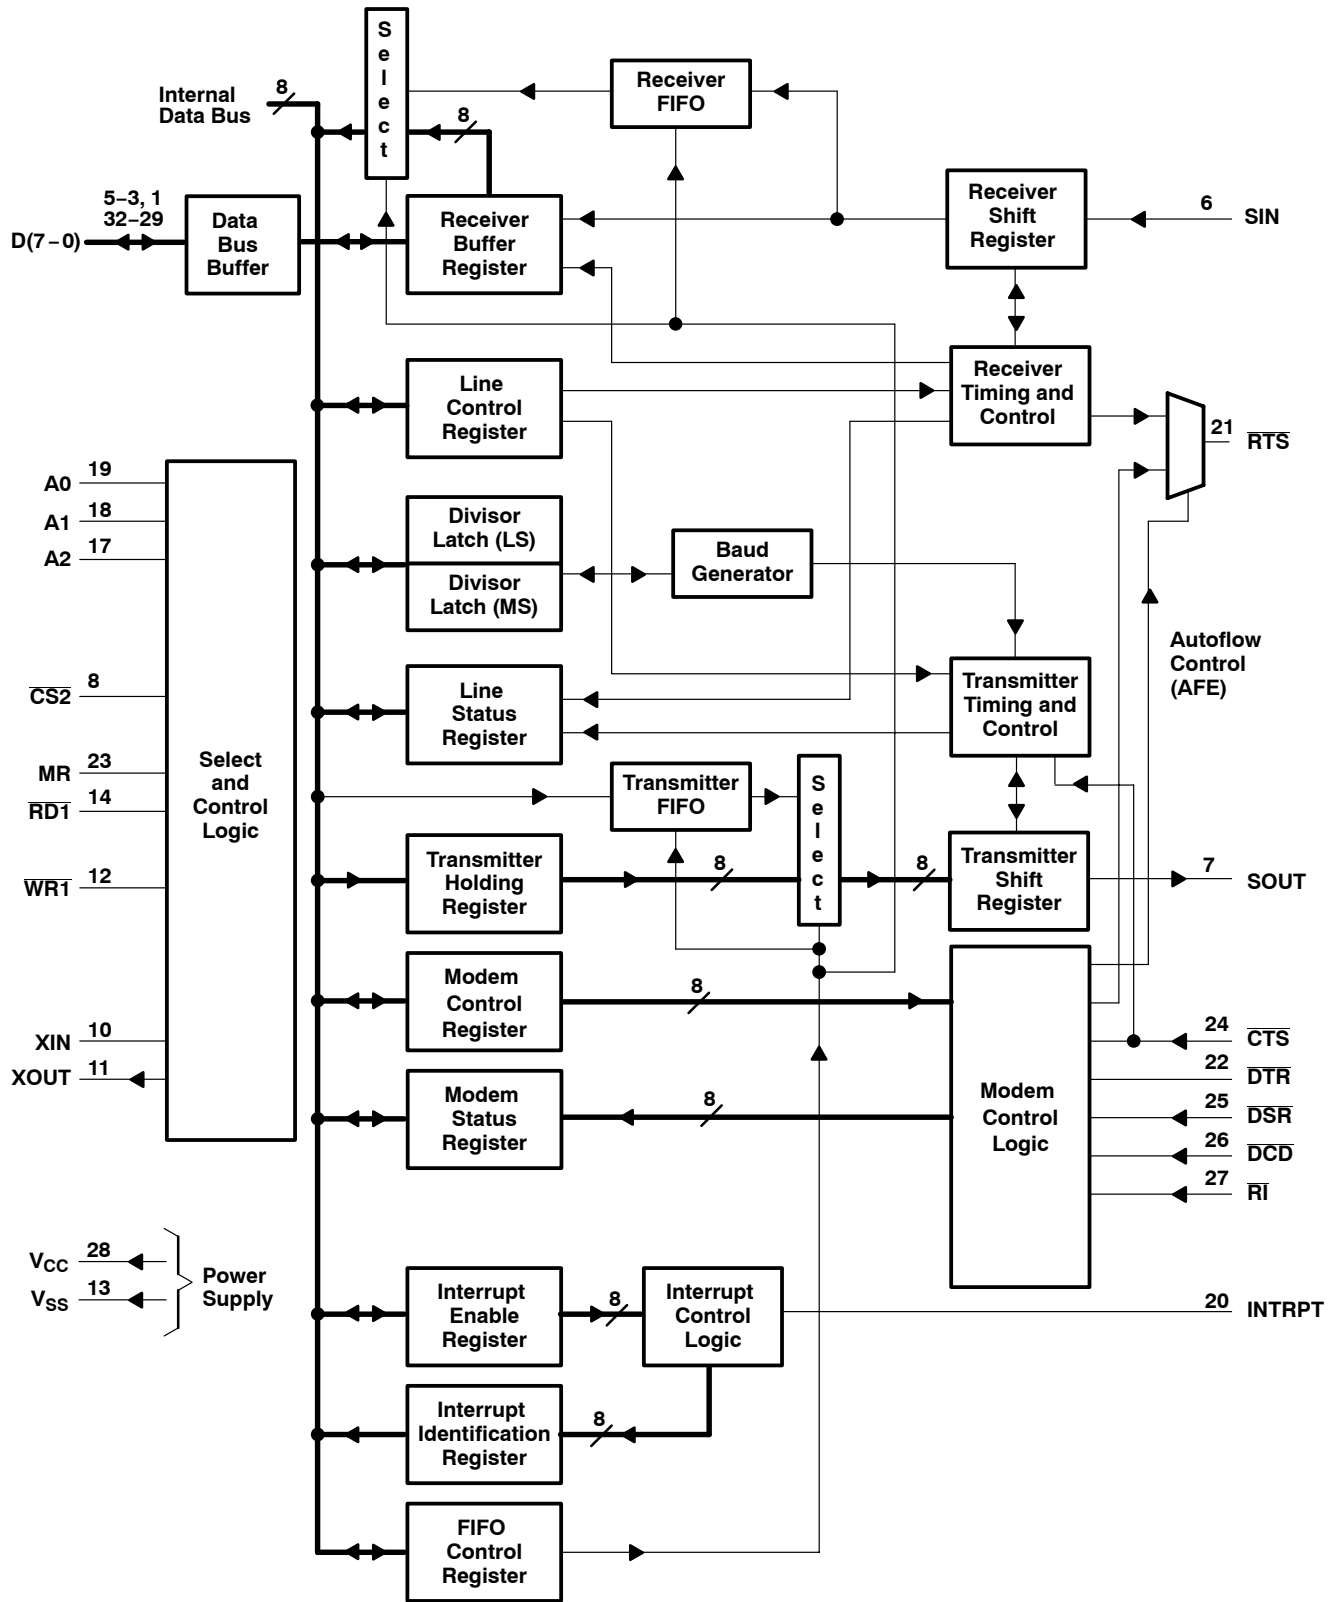 S
e
l
e
c
t
8
Internal
Data Bus
Receiver
FIFO
8
5–3, 1
32–29
D(7–0)
Data
Bus
Buffer
Receiver
Buffer
Register
Receiver
Shift
Register
6
SIN
Line
Control
Register
Receiver
Timing and
Control
21
RTS
19
A0
18
A1
17
A2
Divisor
Latch (LS)
Divisor
Latch (MS)
Baud
Generator
Autoflow
Control
(AFE)
8
CS2
Line
Status
Register
Transmitter
Timing and
Control
23
MR
14
RD1
12
WR1
Select
and
Control
Logic
Transmitter
FIFO
S
e
l
e
c
t
Transmitter
Holding
Register
8
8
Transmitter
Shift
Register
7
SOUT
Modem
Control
Register
8
10
XIN
11
XOUT
Modem
Status
Register
8
Modem
Control
Logic
24
CTS
22
DTR
25
DSR
26
DCD
27
RI
28
VCC
13
VSS
Power
Supply
Interrupt
Enable
Register
8
Interrupt
Control
Logic
20
INTRPT
Interrupt
Identification
Register
8
FIFO
Control
Register